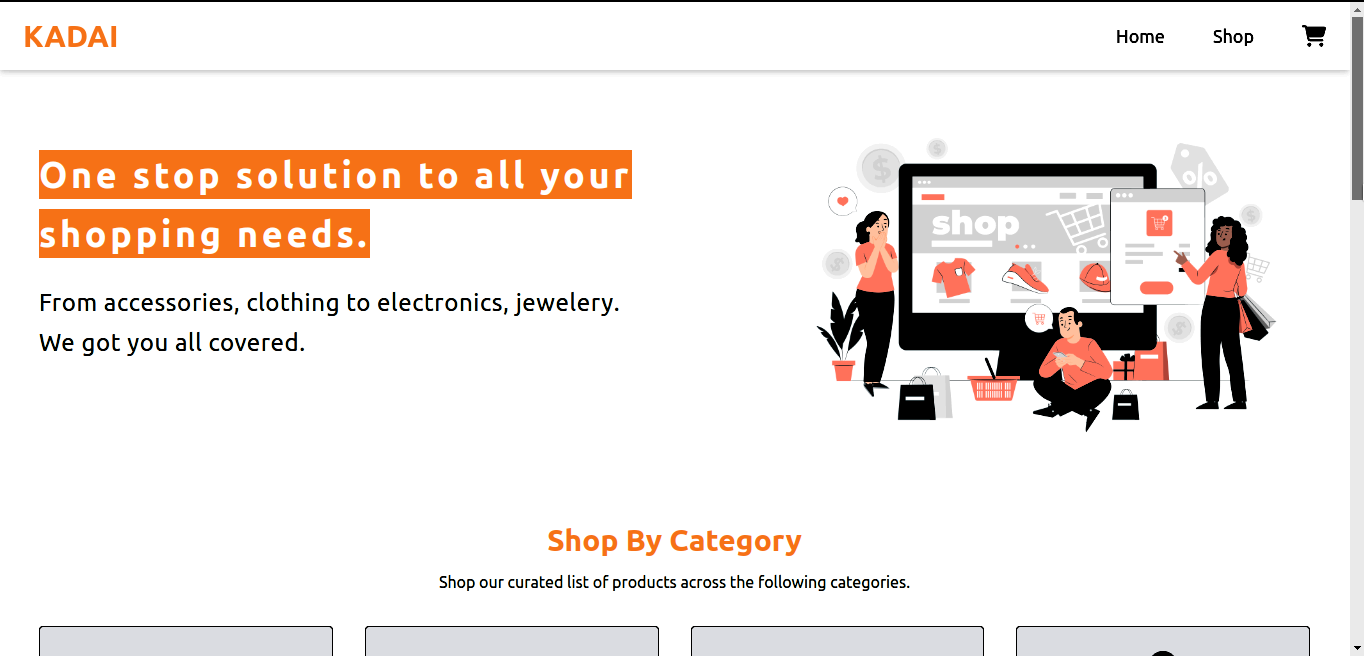 KADAI
Home
Shop
One stop solution to all your
shopping needs.
From accessories, clothing to electronics, jewelery.
We got you all covered.
shop
%
$
$
$
$
$
Shop By Category
Shop our curated list of products across the following categories.